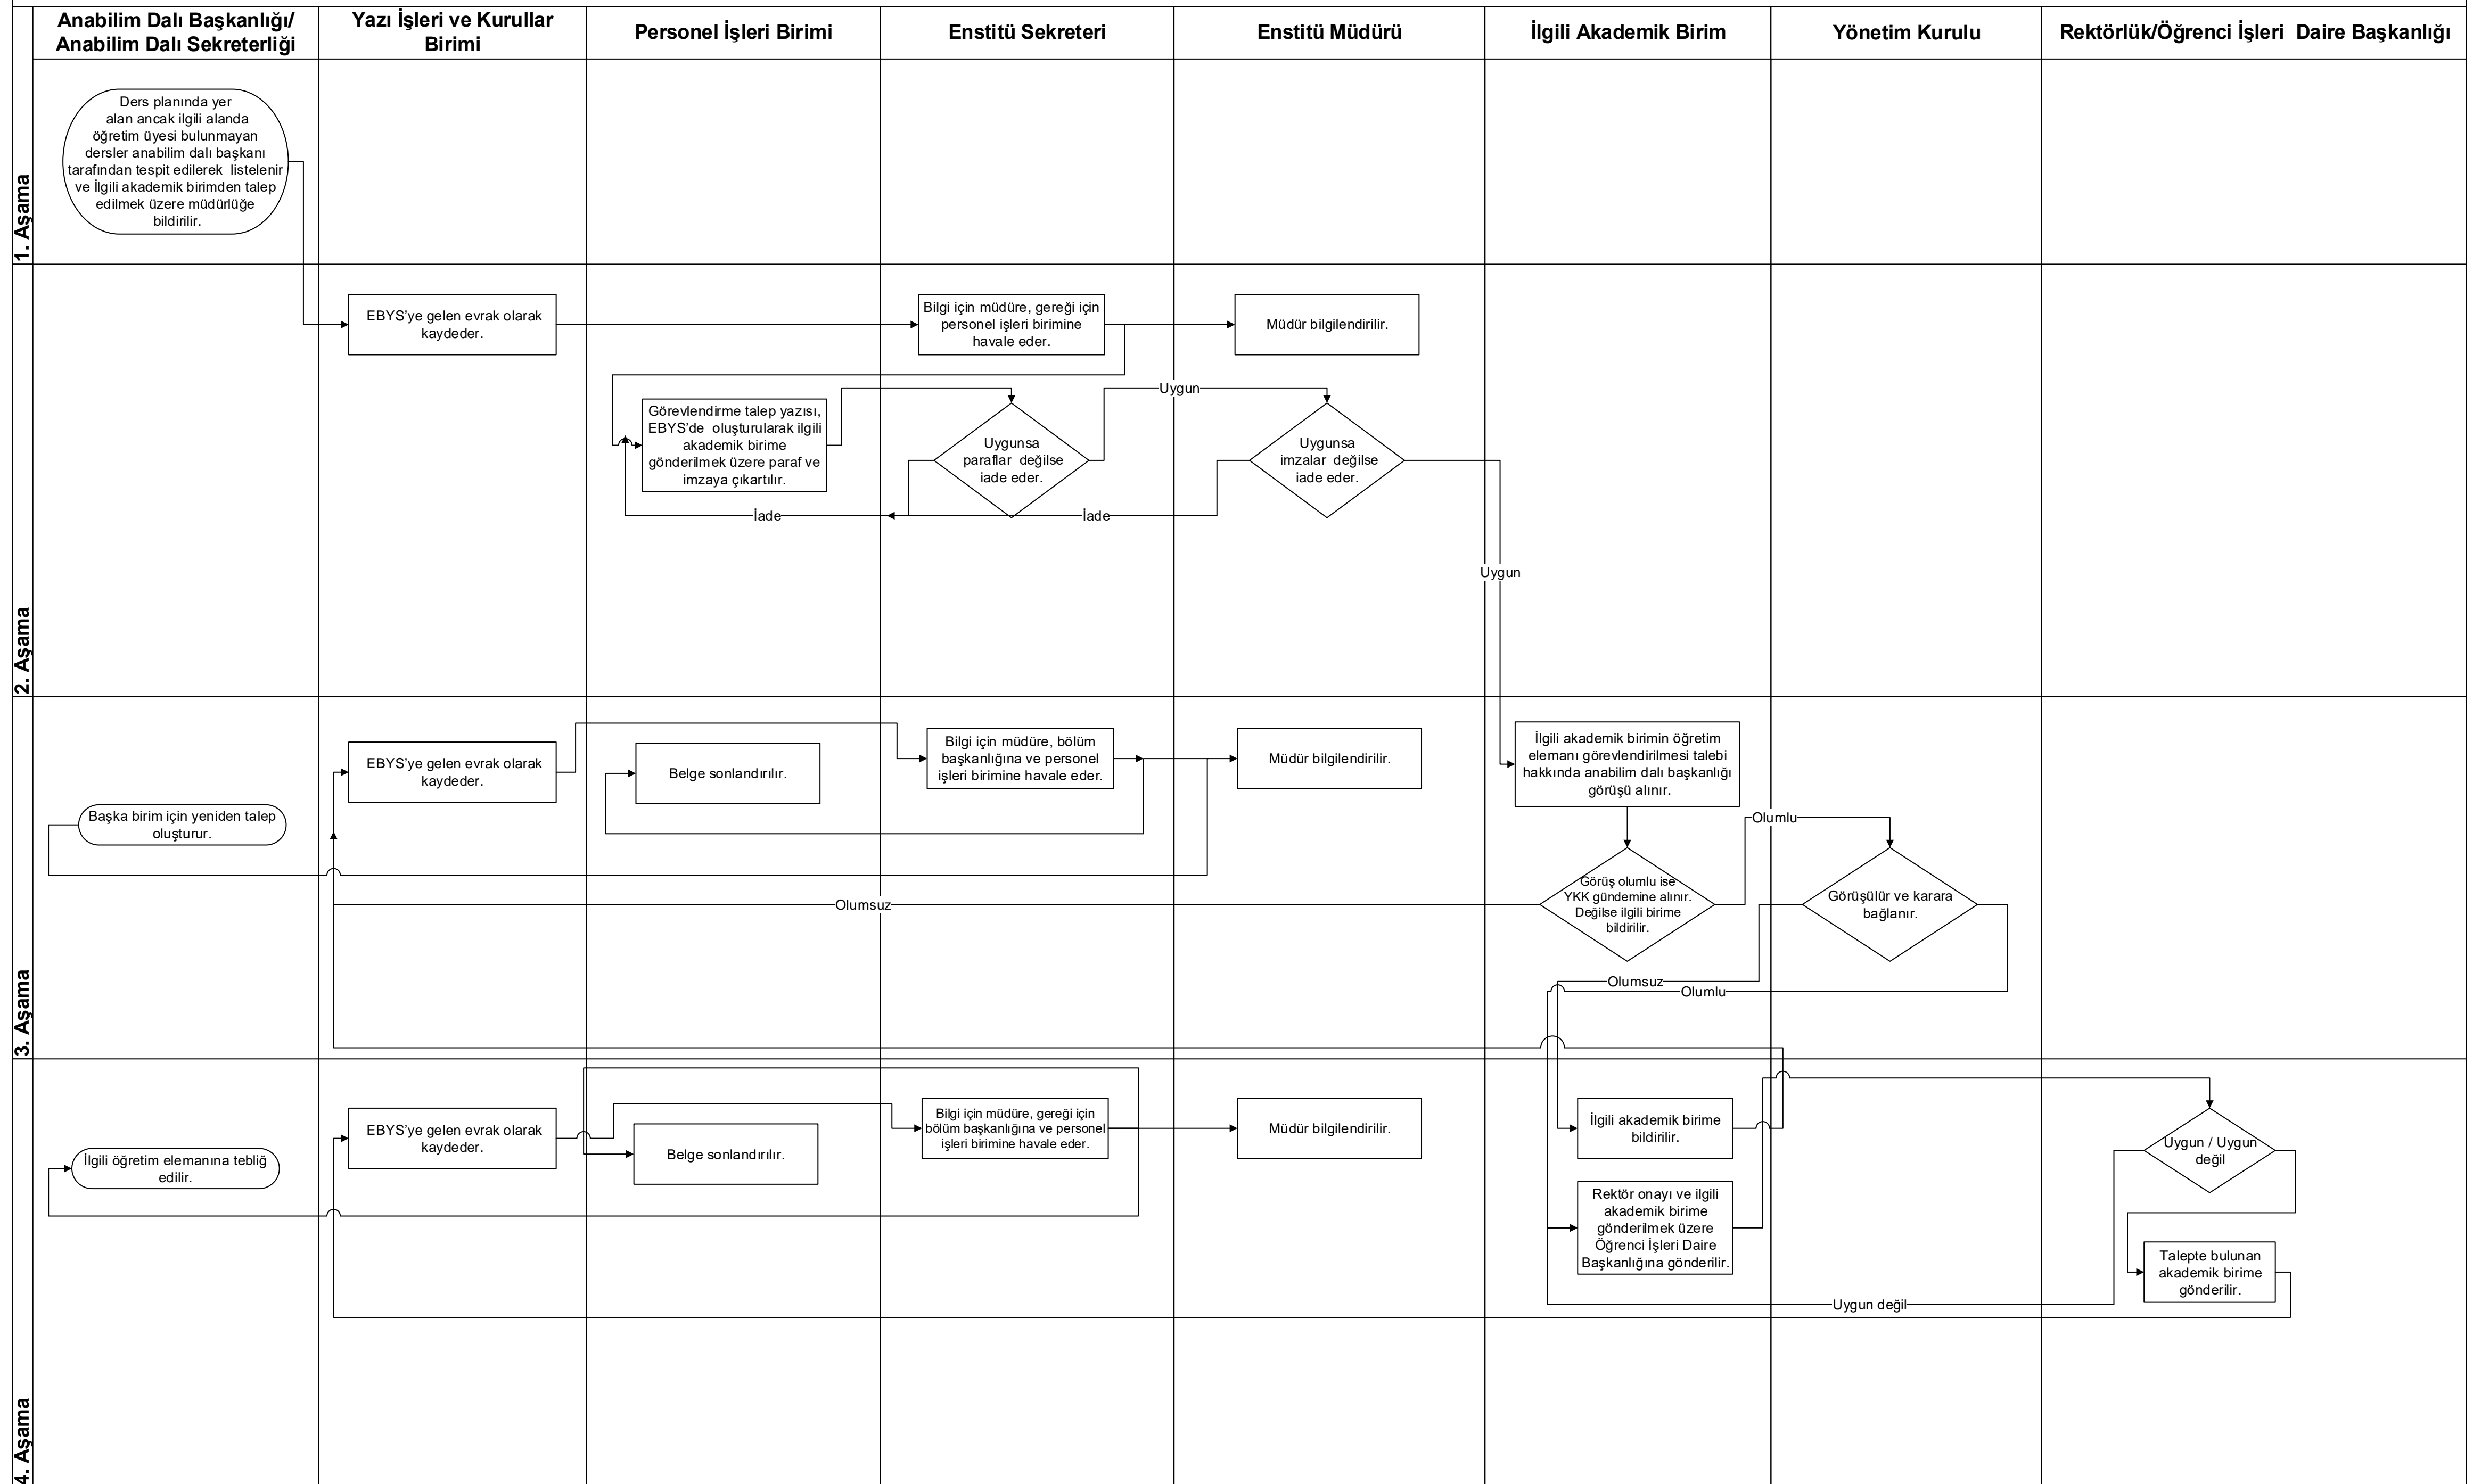 Anabilim Dalı Başkanlığı/
Anabilim Dalı Sekreterliği
Yazı İşleri ve Kurullar
Birimi
Personel İşleri Birimi
Enstitü Sekreteri
Enstitü Müdürü
İlgili Akademik Birim
Yönetim Kurulu
Rektörlük/Öğrenci İşleri  Daire Başkanlığı
1. Aşama
Ders planında yer
alan ancak ilgili alanda
öğretim üyesi bulunmayan
dersler anabilim dalı başkanı
tarafından tespit edilerek  listelenir
ve İlgili akademik birimden talep
edilmek üzere müdürlüğe
bildirilir.
2. Aşama
EBYS'ye gelen evrak olarak
kaydeder.
Bilgi için müdüre, gereği için
personel işleri birimine
havale eder.
Müdür bilgilendirilir.
Görevlendirme talep yazısı,
EBYS'de  oluşturularak ilgili
akademik birime
gönderilmek üzere paraf ve
imzaya çıkartılır.
Uygunsa
paraflar  değilse
iade eder.
Uygun
Uygunsa
imzalar  değilse
iade eder.
İade
İade
Uygun
3. Aşama
Başka birim için yeniden talep
oluşturur.
EBYS'ye gelen evrak olarak
kaydeder.
Belge sonlandırılır.
Bilgi için müdüre, bölüm
başkanlığına ve personel
işleri birimine havale eder.
Müdür bilgilendirilir.
İlgili akademik birimin öğretim
elemanı görevlendirilmesi talebi
hakkında anabilim dalı başkanlığı
görüşü alınır.
Olumlu
Görüş olumlu ise
YKK gündemine alınır.
Değilse ilgili birime
bildirilir.
Olumsuz
Görüşülür ve karara
bağlanır.
Olumsuz
Olumlu
4. Aşama
İlgili öğretim elemanına tebliğ
edilir.
EBYS'ye gelen evrak olarak
kaydeder.
Belge sonlandırılır.
Bilgi için müdüre, gereği için
bölüm başkanlığına ve personel
işleri birimine havale eder.
Müdür bilgilendirilir.
İlgili akademik birime
bildirilir.
Rektör onayı ve ilgili
akademik birime
gönderilmek üzere
Öğrenci İşleri Daire
Başkanlığına gönderilir.
Uygun / Uygun
değil
Talepte bulunan
akademik birime
gönderilir.
Uygun değil